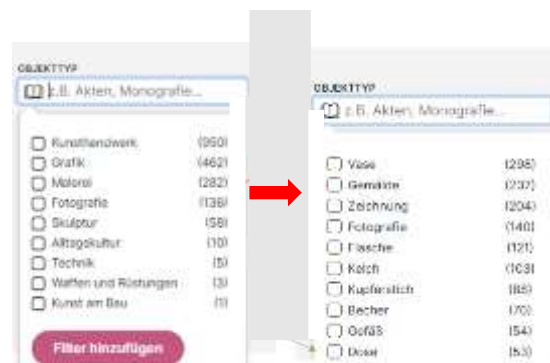 OBJEKTTYP
z.B. Akten, Monografie...
Kunsthandwerk (950)
Grafik (462)
Malerei (282)
Fotografie (136)
Skulptur (58)
Alltagskultur (10)
Technik (5)
Waffen und Rüstungen (3)
Kunst am Bau (1)
Filter hinzufügen
OBJEKTTYP
z.B. Akten, Monografie...
Vase (298)
Gemälde (237)
Zeichnung (204)
Fotografie (140)
Flasche (121)
Kelch (103)
Kupferstich (88)
Becher (70)
Gefäß (54)
Dose (53)